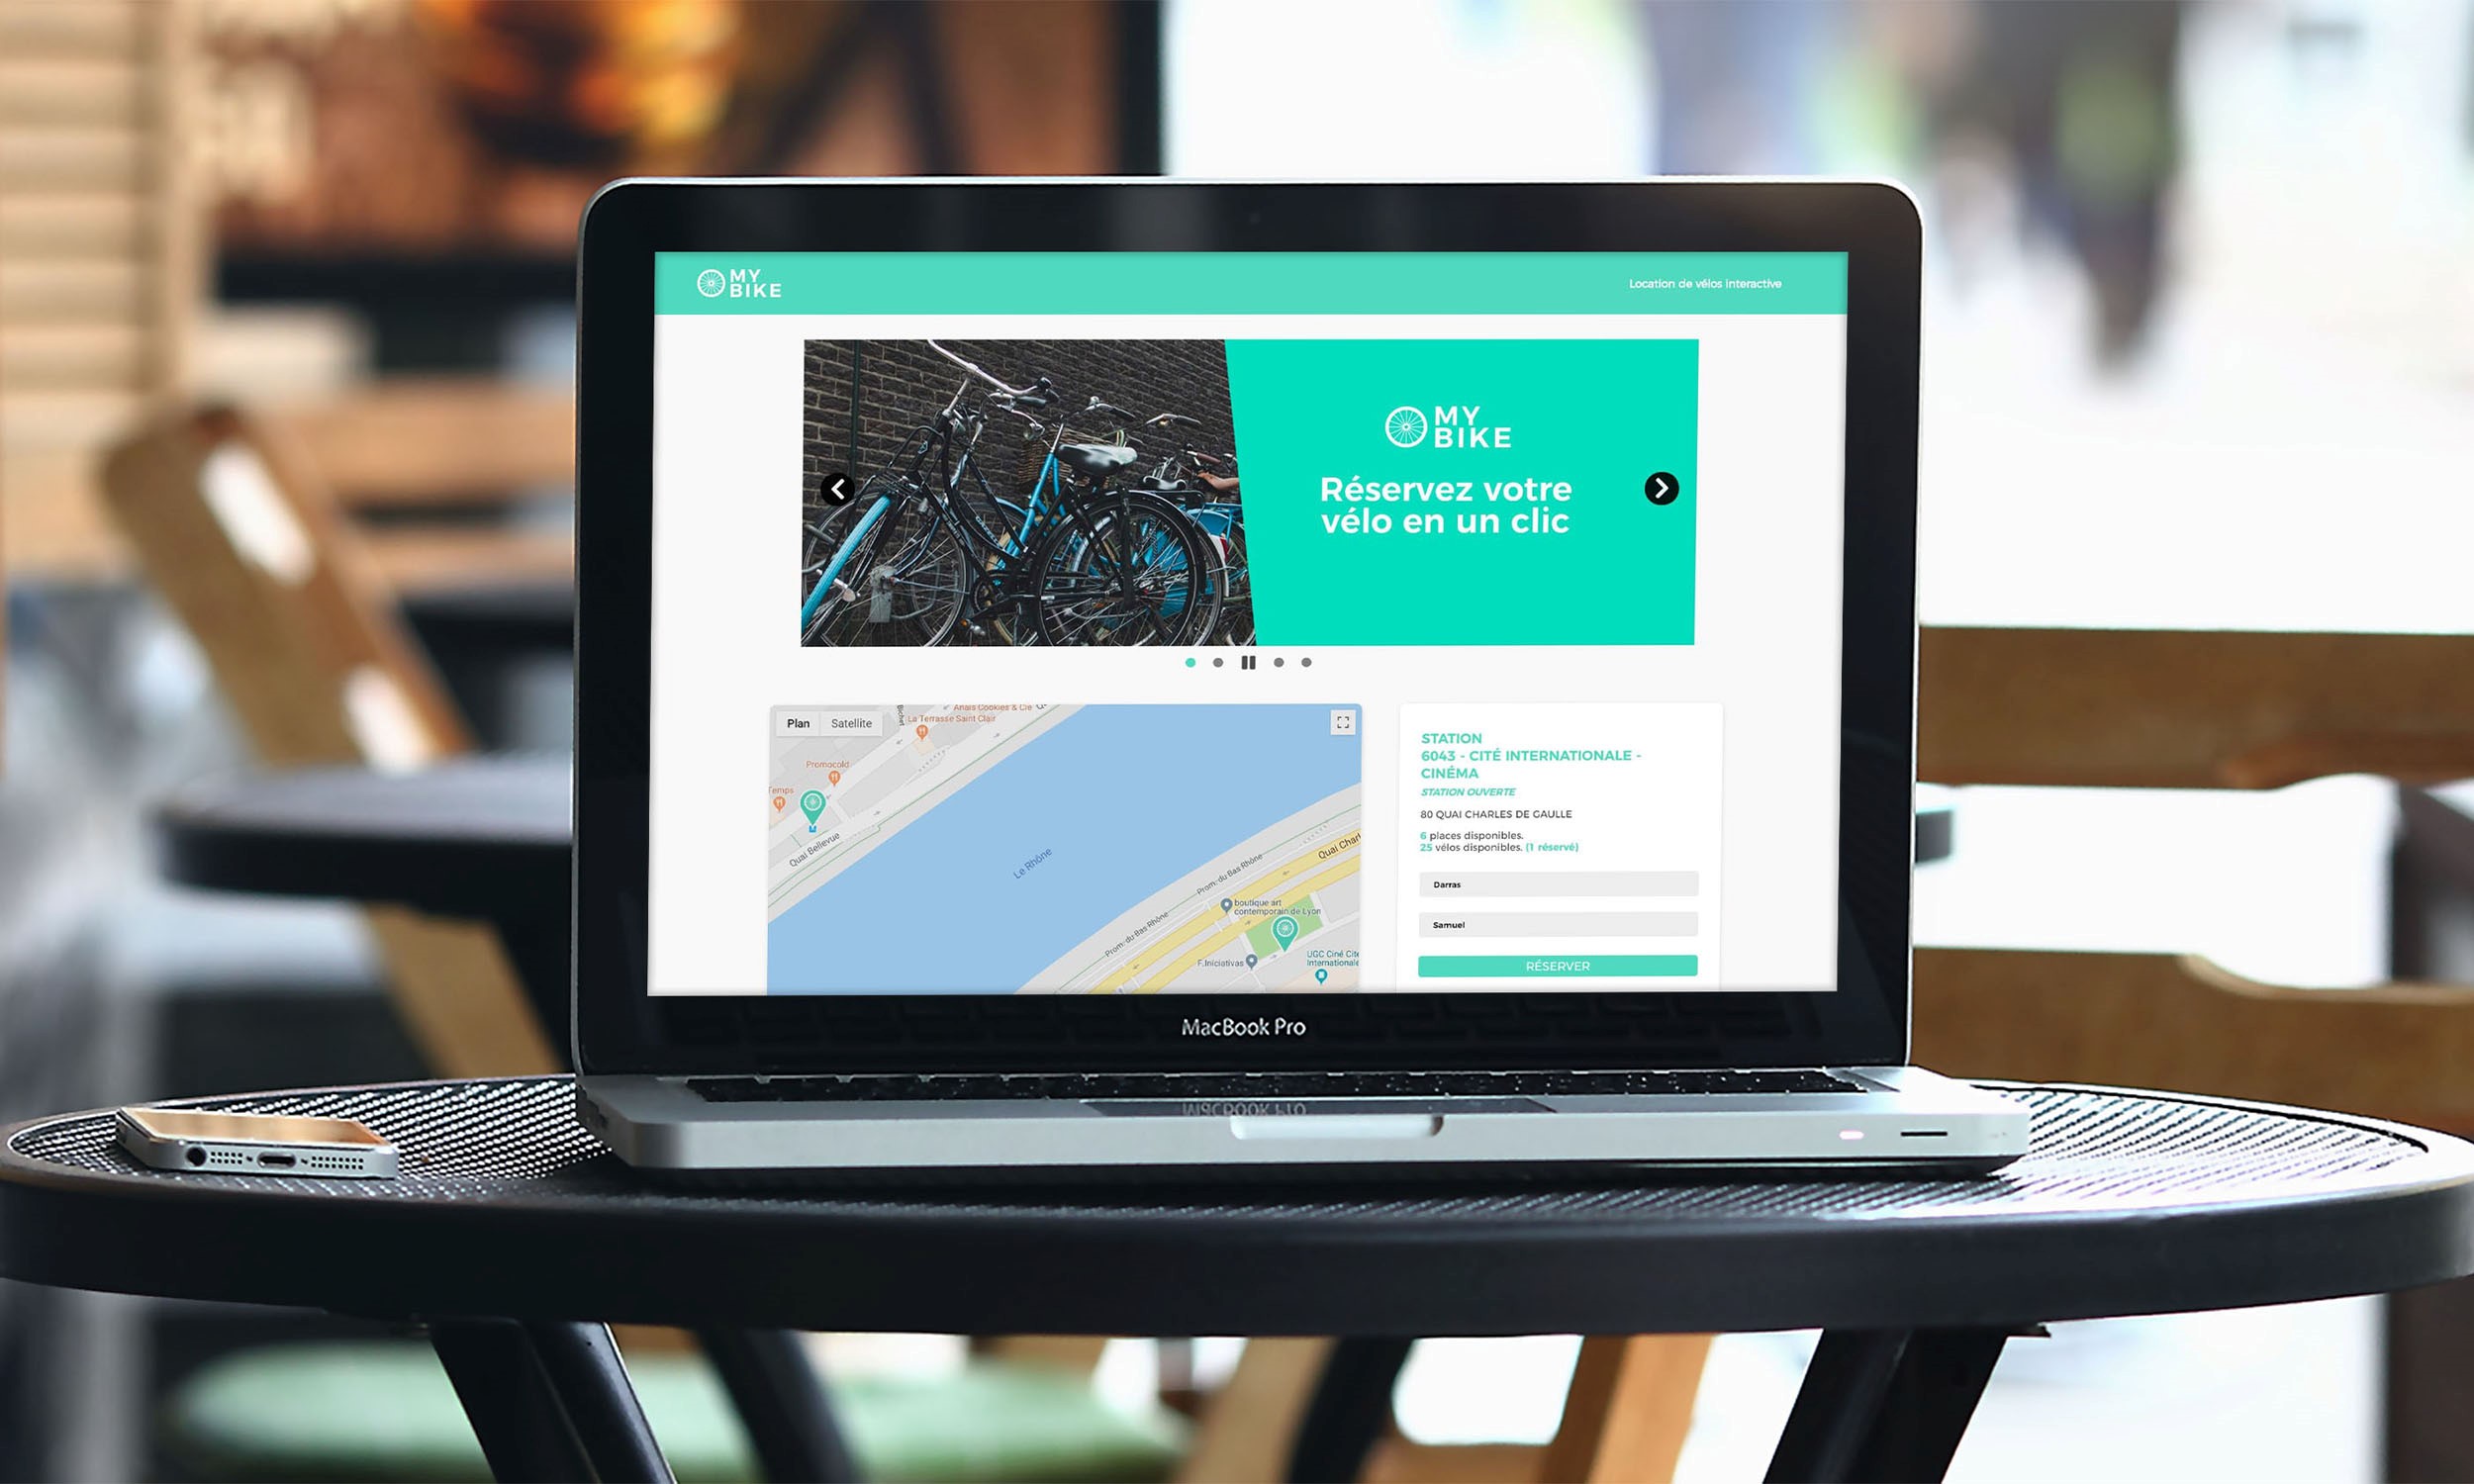 MY
BIKE
Location de vélos interactive
MY
BIKE
Réservez votre
vélo en un clic
Plan
Satellite
Anaïs Cookies & Cie
La Terrasse Saint Clair
Promacold
Temps
Quai Bellevue
Le Rhône
Prom. du Bas Rhône
Prom. du Bas Rhône
Quai Charl
boutique art
contemporain de Lyon
F.Iniciativas
UGC Ciné Cité
Internationale
STATION
6043 - CITÉ INTERNATIONALE -
CINÉMA
STATION OUVERTE
80 QUAI CHARLES DE GAULLE
6 places disponibles.
25 vélos disponibles. (1 réservé)
Darras
Samuel
RÉSERVER
MacBook Pro